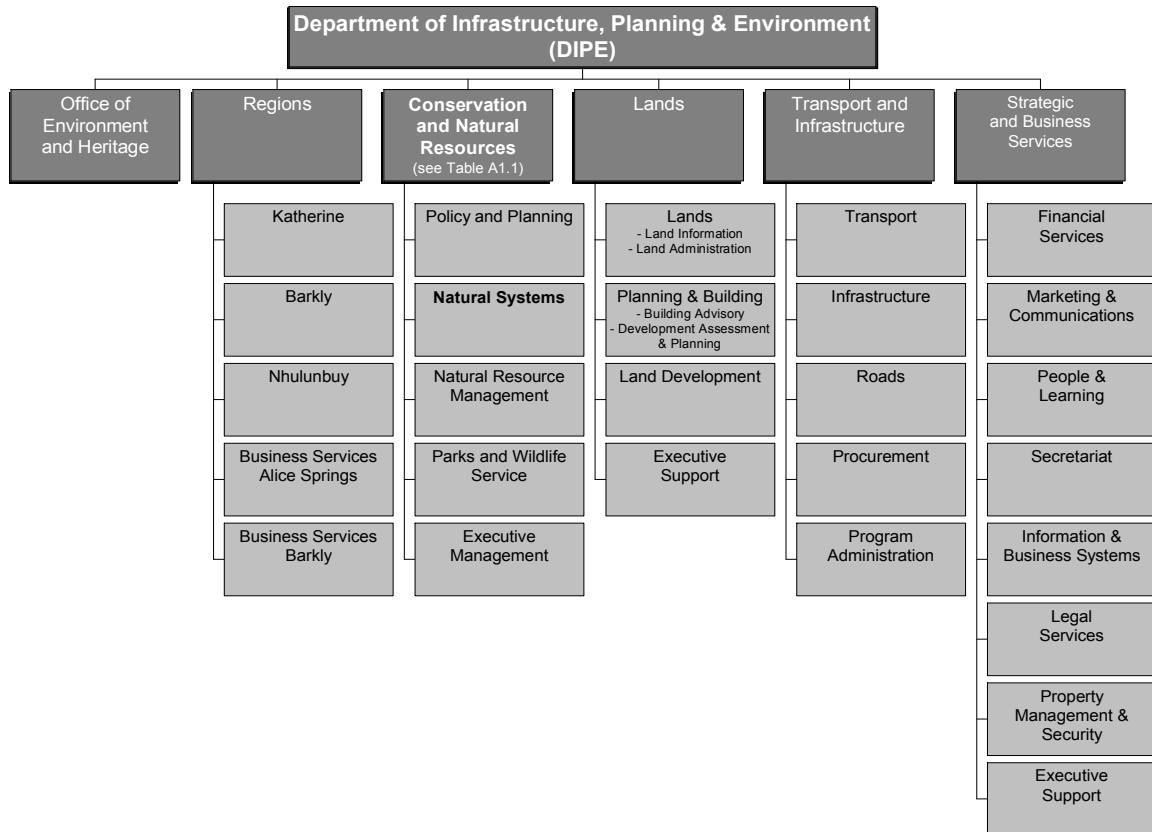 Department of Infrastructure, Planning & Environment
(DIPE)
Office of
Environment
and Heritage
Regions
Conservation
and Natural
Resources
(see Table A1.1)
Lands
Transport and
Infrastructure
Strategic
and Business
Services
Katherine
Barkly
Nhulunbuy
Business Services
Alice Springs
Business Services
Barkly
Policy and Planning
Natural Systems
Natural Resource
Management
Parks and Wildlife
Service
Executive
Management
Lands
- Land Information
- Land Administration
Planning & Building
- Building Advisory
- Development Assessment
& Planning
Land Development
Executive
Support
Transport
Infrastructure
Roads
Procurement
Program
Administration
Financial
Services
Marketing &
Communications
People &
Learning
Secretariat
Information &
Business Systems
Legal
Services
Property
Management &
Security
Executive
Support